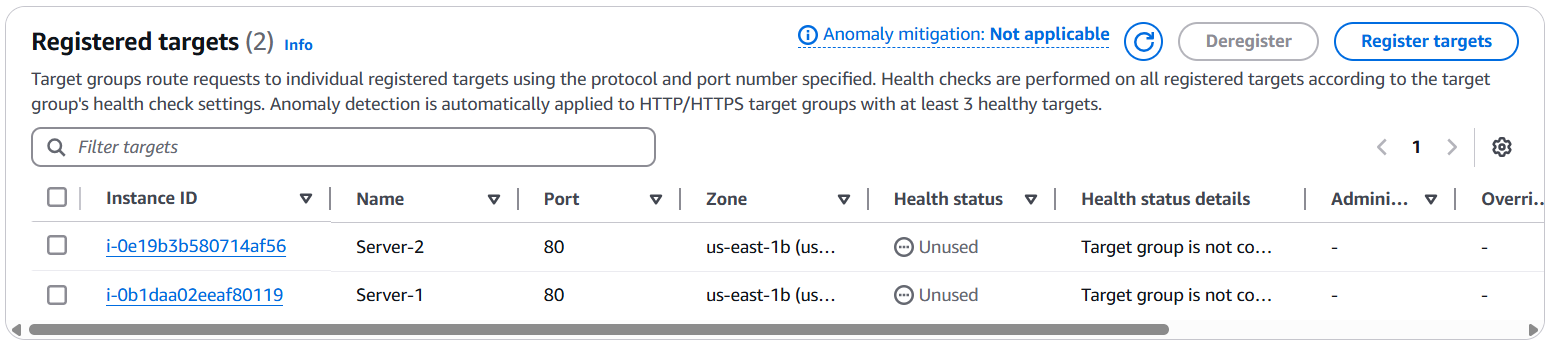 Registered targets (2) Info Anomaly mitigation: Not applicable Deregister Register targets
Target groups route requests to individual registered targets using the protocol and port number specified. Health checks are performed on all registered targets according to the target
group's health check settings. Anomaly detection is automatically applied to HTTP/HTTPS target groups with at least 3 healthy targets.
Filter targets 1
Instance ID Name Port Zone Health status Health status details Admini... Overri...
i-0e19b3b580714af56 Server-2 80 us-east-1b (us... Unused Target group is not co... - -
i-0b1daa02eeaf80119 Server-1 80 us-east-1b (us... Unused Target group is not co... - -